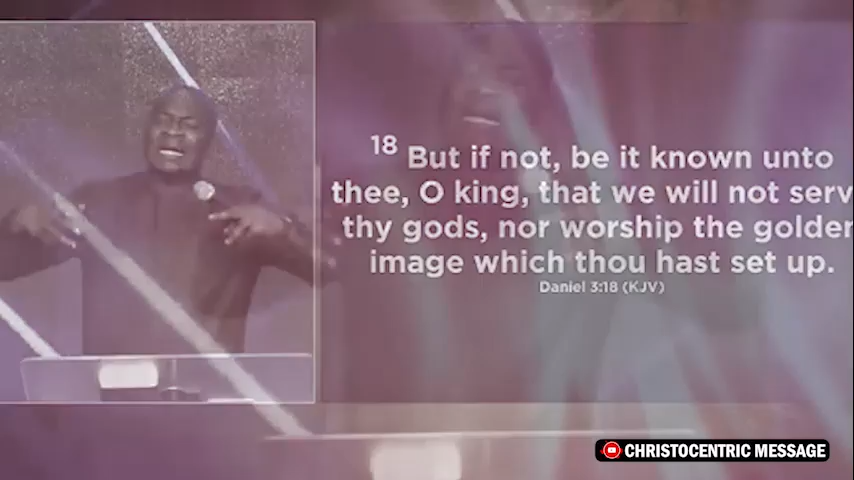 18 But if not, be it known unto
thee, O king, that we will not serv
thy gods, nor worship the golden
image which thou hast set up.
Daniel 3:18 (KJV)
CHRISTOCENTRIC MESSAGE